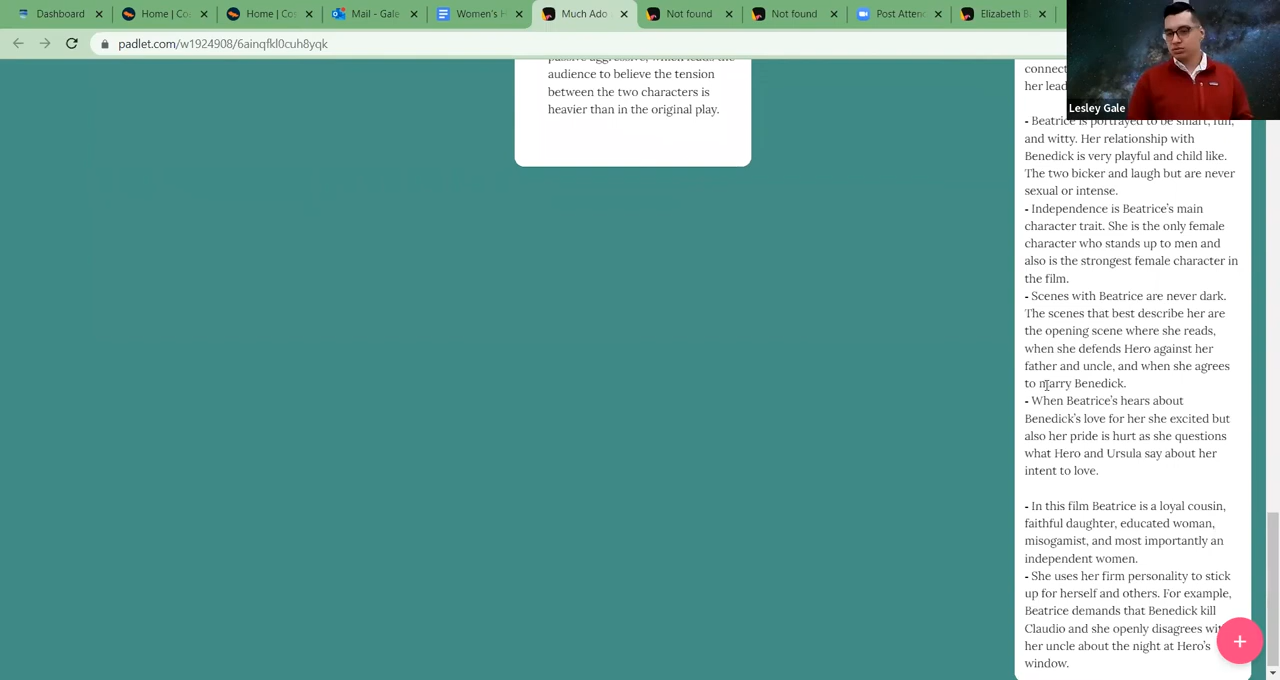 Dashboard
Home | Co
Home | Co
Mail - Gale
Women's H
Much Ado
Not found
Not found
Post Attend
Elizabeth B
padlet.com/w1924908/6ainqfkl0cuh8yqk
Lesley Gale
passive aggressive, which leads the
audience to believe the tension
between the two characters is
heavier than in the original play.
connect
her lead
- Beatrice is portrayed to be smart, fun,
and witty. Her relationship with
Benedick is very playful and child like.
The two bicker and laugh but are never
sexual or intense.
- Independence is Beatrice's main
character trait. She is the only female
character who stands up to men and
also is the strongest female character in
the film.
- Scenes with Beatrice are never dark.
The scenes that best describe her are
the opening scene where she reads,
when she defends Hero against her
father and uncle, and when she agrees
to marry Benedick.
- When Beatrice's hears about
Benedick's love for her she excited but
also her pride is hurt as she questions
what Hero and Ursula say about her
intent to love.
- In this film Beatrice is a loyal cousin,
faithful daughter, educated woman,
misogamist, and most importantly an
independent women.
- She uses her firm personality to stick
up for herself and others. For example,
Beatrice demands that Benedick kill
Claudio and she openly disagrees wit
her uncle about the night at Hero's
window.